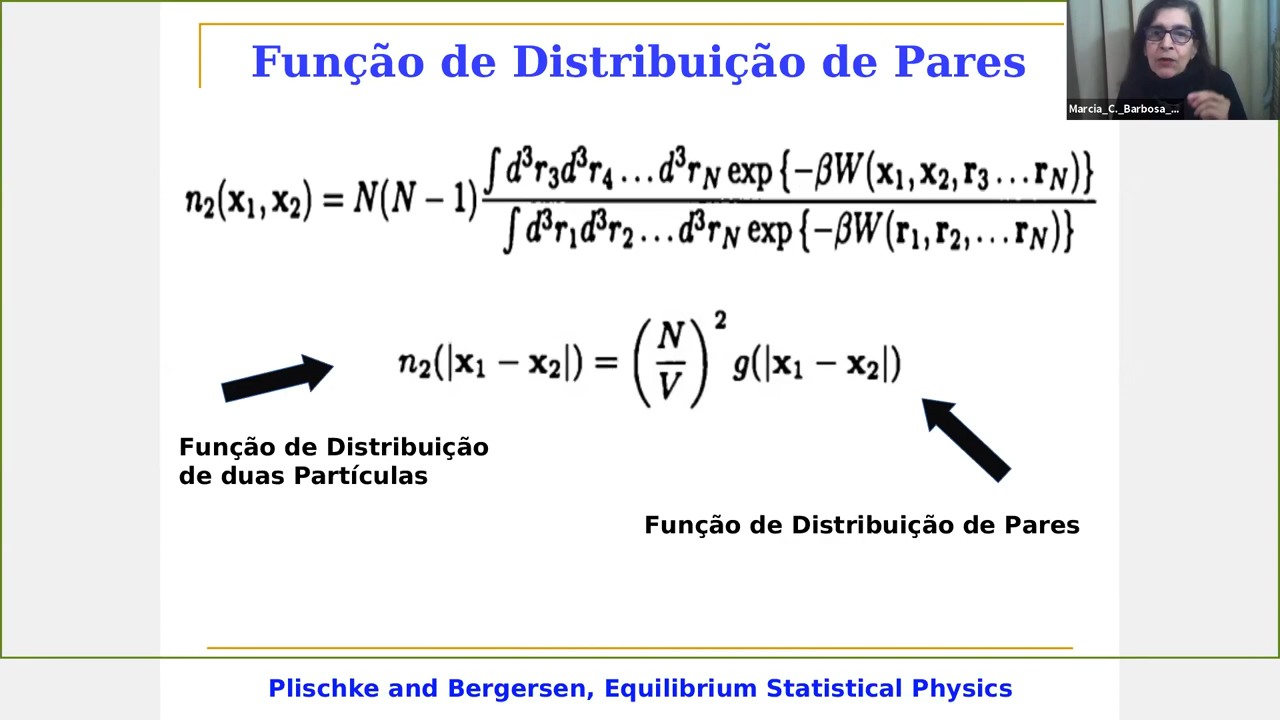 Função de Distribuição de Pares
Marcia_C._Barbosa_...
n₂(x₁, x₂) = N(N − 1) ∫ d³r₃d³r₄ . . . d³r_N exp {−βW(x₁, x₂, r₃ . . . r_N)} / ∫ d³r₁d³r₂ . . . d³r_N exp {−βW(r₁, r₂, . . . r_N)}
n₂(|x₁ − x₂|) = (N/V)² g(|x₁ − x₂|)
Função de Distribuição
de duas Partículas
Função de Distribuição de Pares
Plischke and Bergersen, Equilibrium Statistical Physics